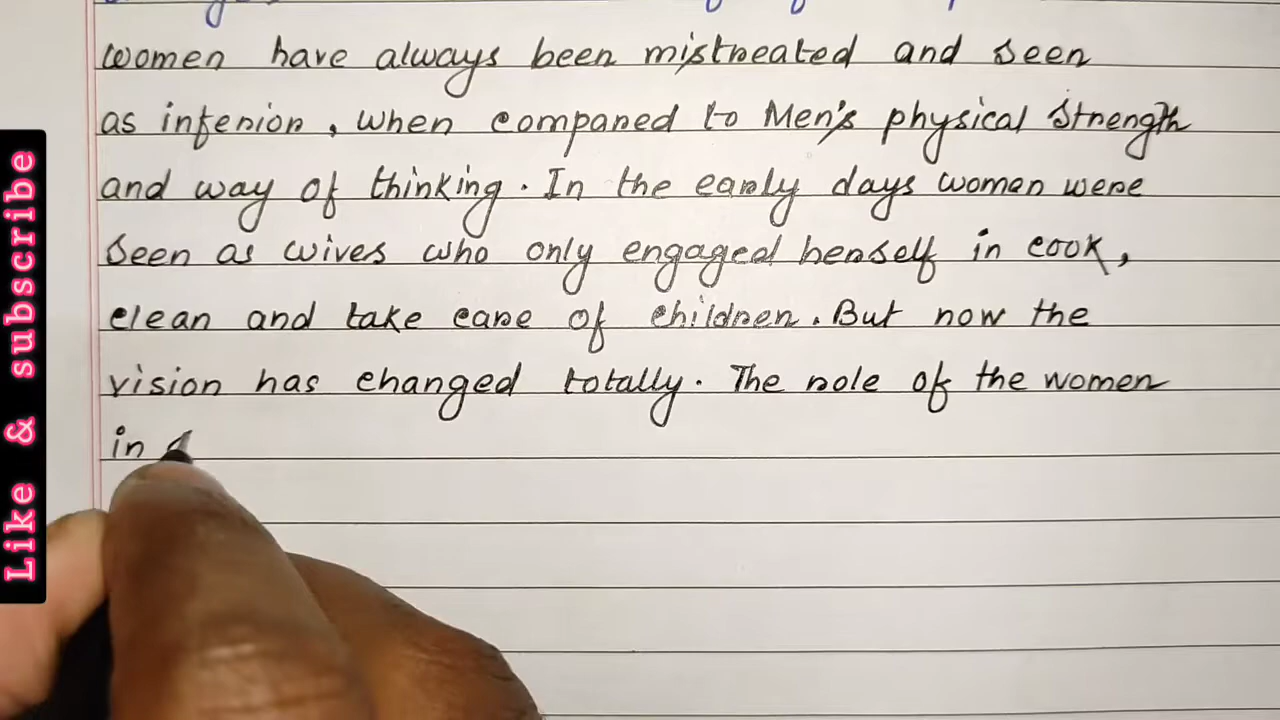 women have always been mistreated and seen
as inferior, when compared to Men's physical strength
and way of thinking. In the early days women were
seen as wives who only engaged herself in cook,
clean and take care of children. But now the
vision has changed totally. The role of the women
in
Like & subscribe